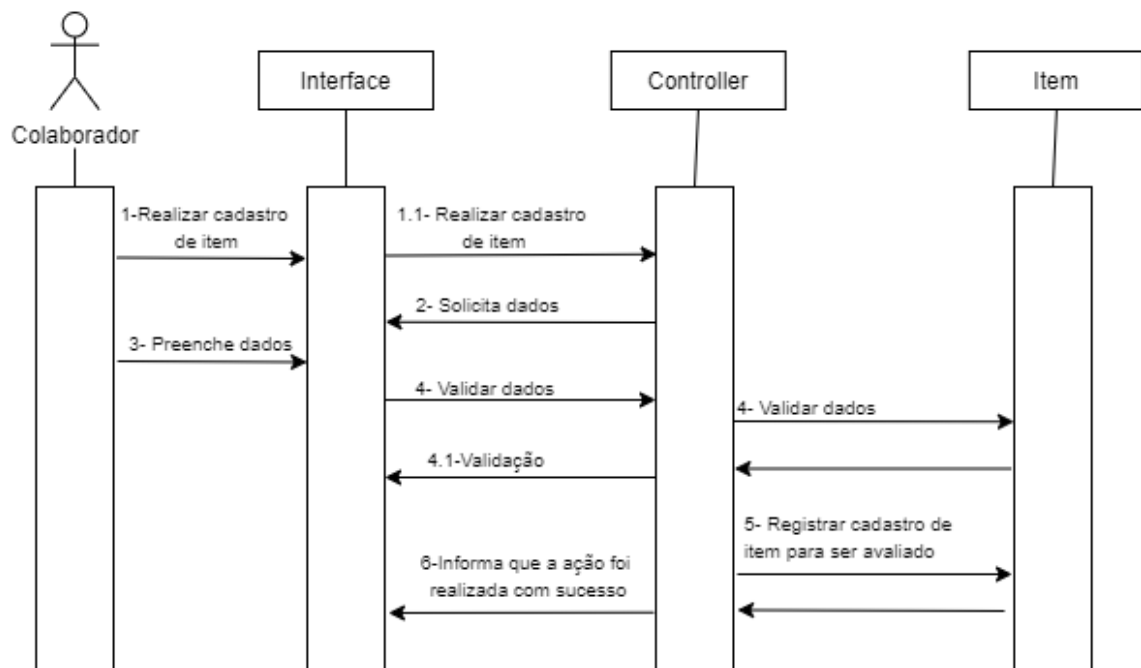 Colaborador
Interface
Controller
Item
1-Realizar cadastro
de item
1.1- Realizar cadastro
de item
2- Solicita dados
3- Preenche dados
4- Validar dados
4- Validar dados
4.1-Validação
5- Registrar cadastro de
item para ser avaliado
6-Informa que a ação foi
realizada com sucesso